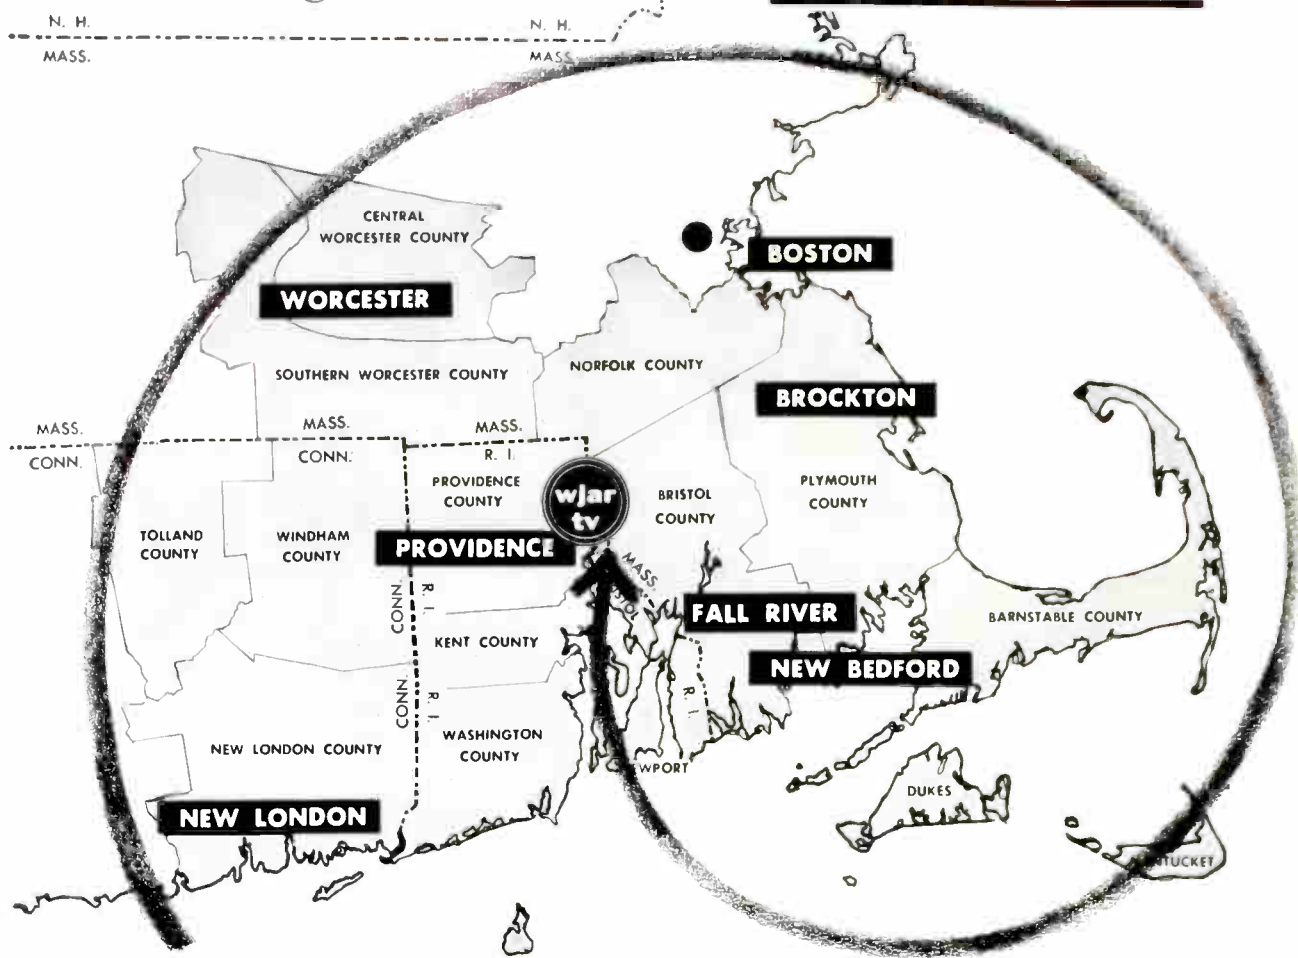 N. H.
N. H.
MASS.
MASS.
CENTRAL
WORCESTER COUNTY
BOSTON
WORCESTER
SOUTHERN WORCESTER COUNTY
NORFOLK COUNTY
BROCKTON
MASS.
MASS.
MASS.
CONN.
CONN.
R. I.
PROVIDENCE
COUNTY
wjar
tv
BRISTOL
COUNTY
PLYMOUTH
COUNTY
TOLLAND
COUNTY
WINDHAM
COUNTY
PROVIDENCE
MASS.
CONN.
R. I.
FALL RIVER
BARNSTABLE COUNTY
KENT COUNTY
NEW BEDFORD
CONN.
R. I.
R. I.
NEW LONDON COUNTY
WASHINGTON
COUNTY
DUKES
NEW LONDON